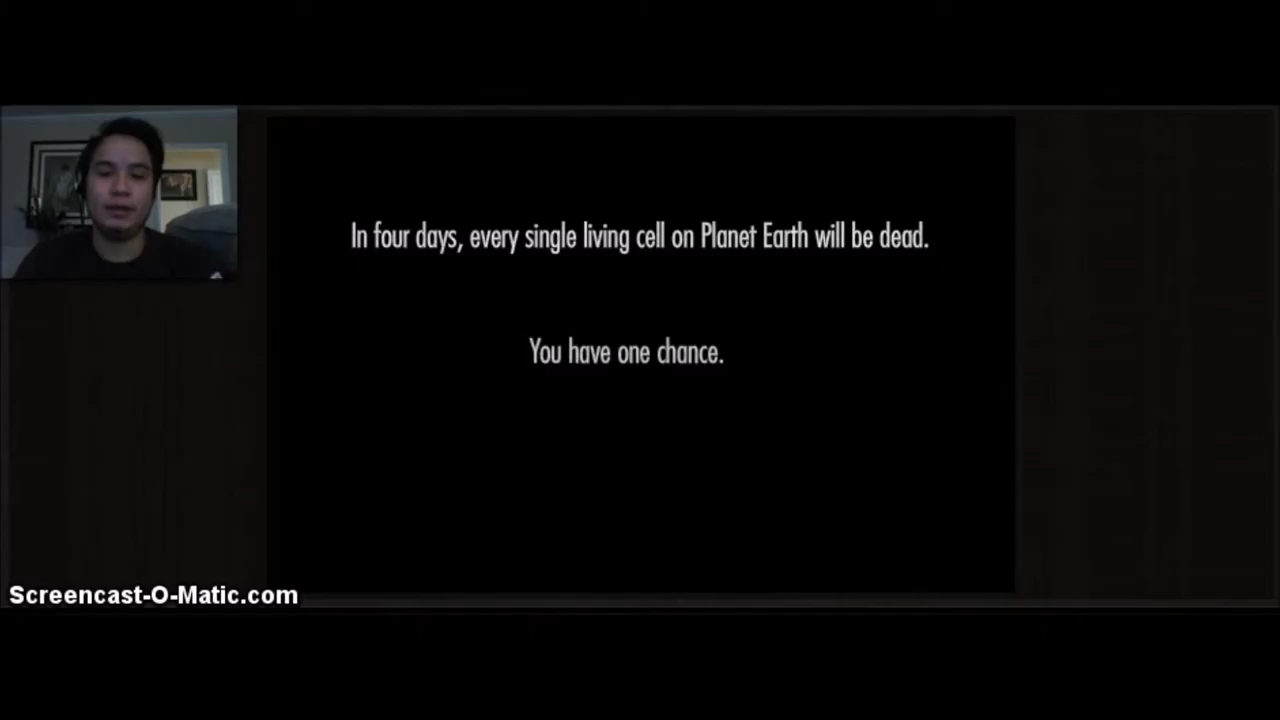 In four days, every single living cell on Planet Earth will be dead.
You have one chance.
Screencast-O-Matic.com